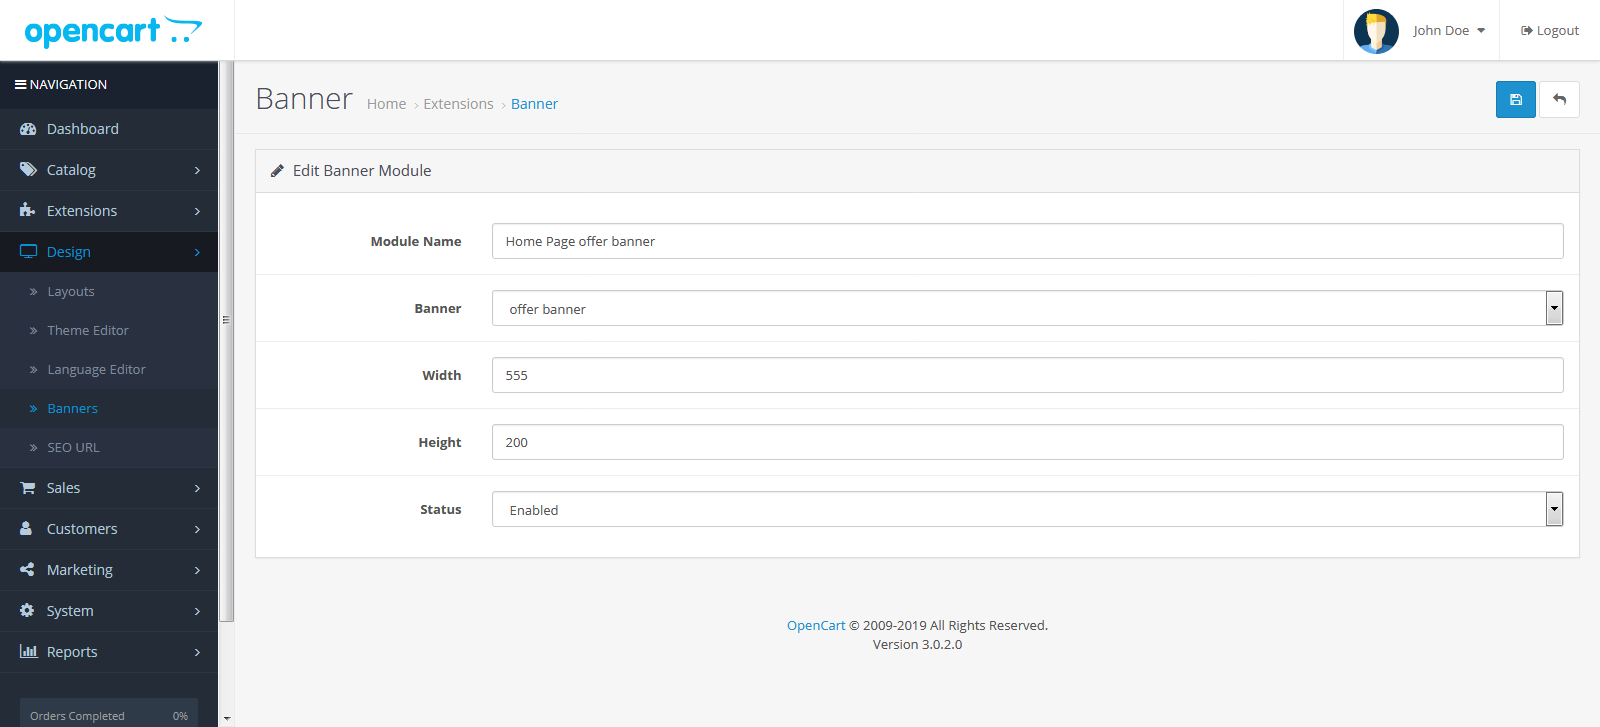 opencart
John Doe
Logout
NAVIGATION
Dashboard
Catalog
Extensions
Design
Layouts
Theme Editor
Language Editor
Banners
SEO URL
Sales
Customers
Marketing
System
Reports
Orders Completed 0%
Banner Home › Extensions › Banner
Edit Banner Module
Module Name Home Page offer banner
Banner offer banner
Width 555
Height 200
Status Enabled
OpenCart © 2009-2019 All Rights Reserved.
Version 3.0.2.0